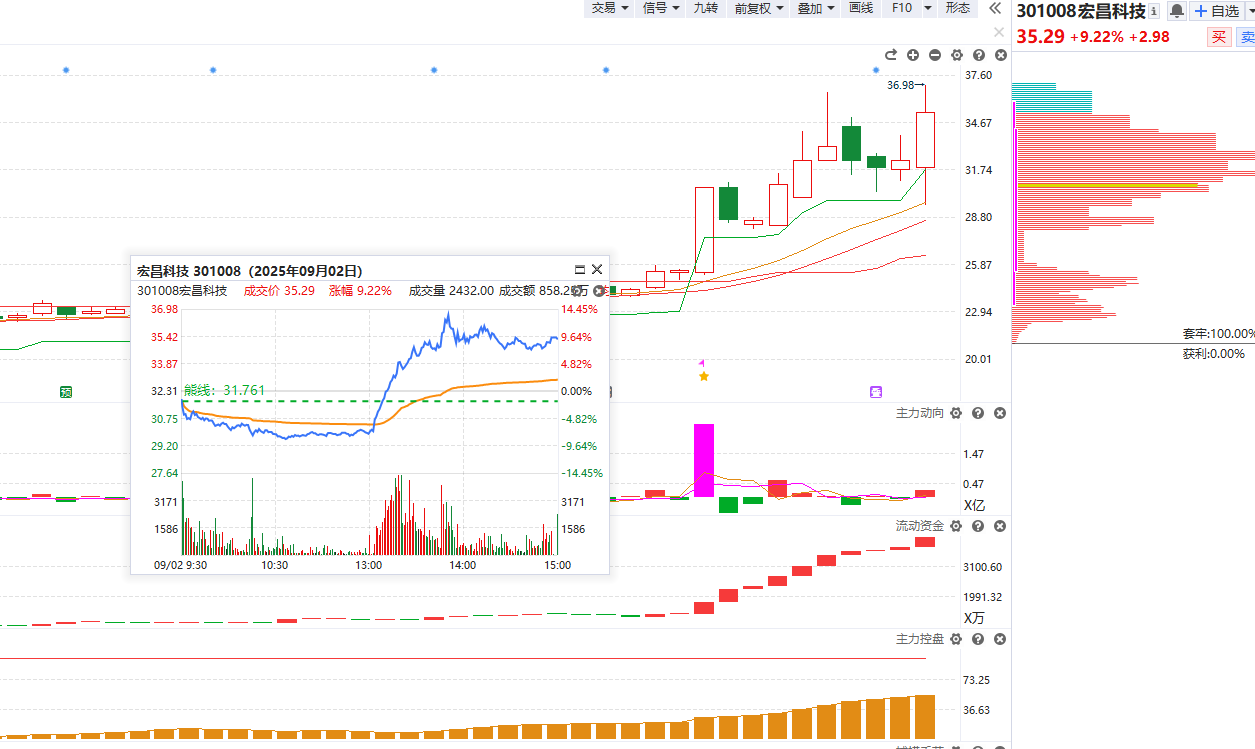 交易 信号 九转 前复权 叠加 画线 F10 形态
301008宏昌科技 自选
35.29 +9.22% +2.98 买 卖
37.60
36.98
34.67
31.74
28.80
25.87
22.94
20.01
套牢:100.00%
获利:0.00%
宏昌科技 301008（2025年09月02日）
301008宏昌科技 成交价 35.29 涨幅 9.22% 成交量 2432.00 成交额
36.98 14.45%
35.42 9.64%
33.87 4.82%
32.31 熊线：31.761 0.00%
30.75 -4.82%
29.20 -9.64%
27.64 -14.45%
3171 3171
1586 1586
09/02 9:30 10:30 13:00 14:00 15:00
预
主力动向
1.47
0.47
X亿
流动资金
3100.60
1991.32
X万
主力控盘
73.25
36.63